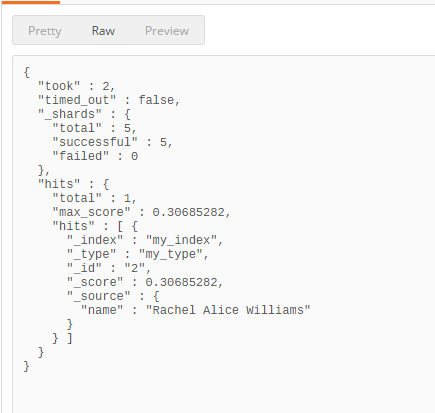 Pretty Raw Preview
{
  "took" : 2,
  "timed_out" : false,
  "_shards" : {
    "total" : 5,
    "successful" : 5,
    "failed" : 0
  },
  "hits" : {
    "total" : 1,
    "max_score" : 0.30685282,
    "hits" : [ {
      "_index" : "my_index",
      "_type" : "my_type",
      "_id" : "2",
      "_score" : 0.30685282,
      "_source" : {
        "name" : "Rachel Alice Williams"
      }
    } ]
  }
}